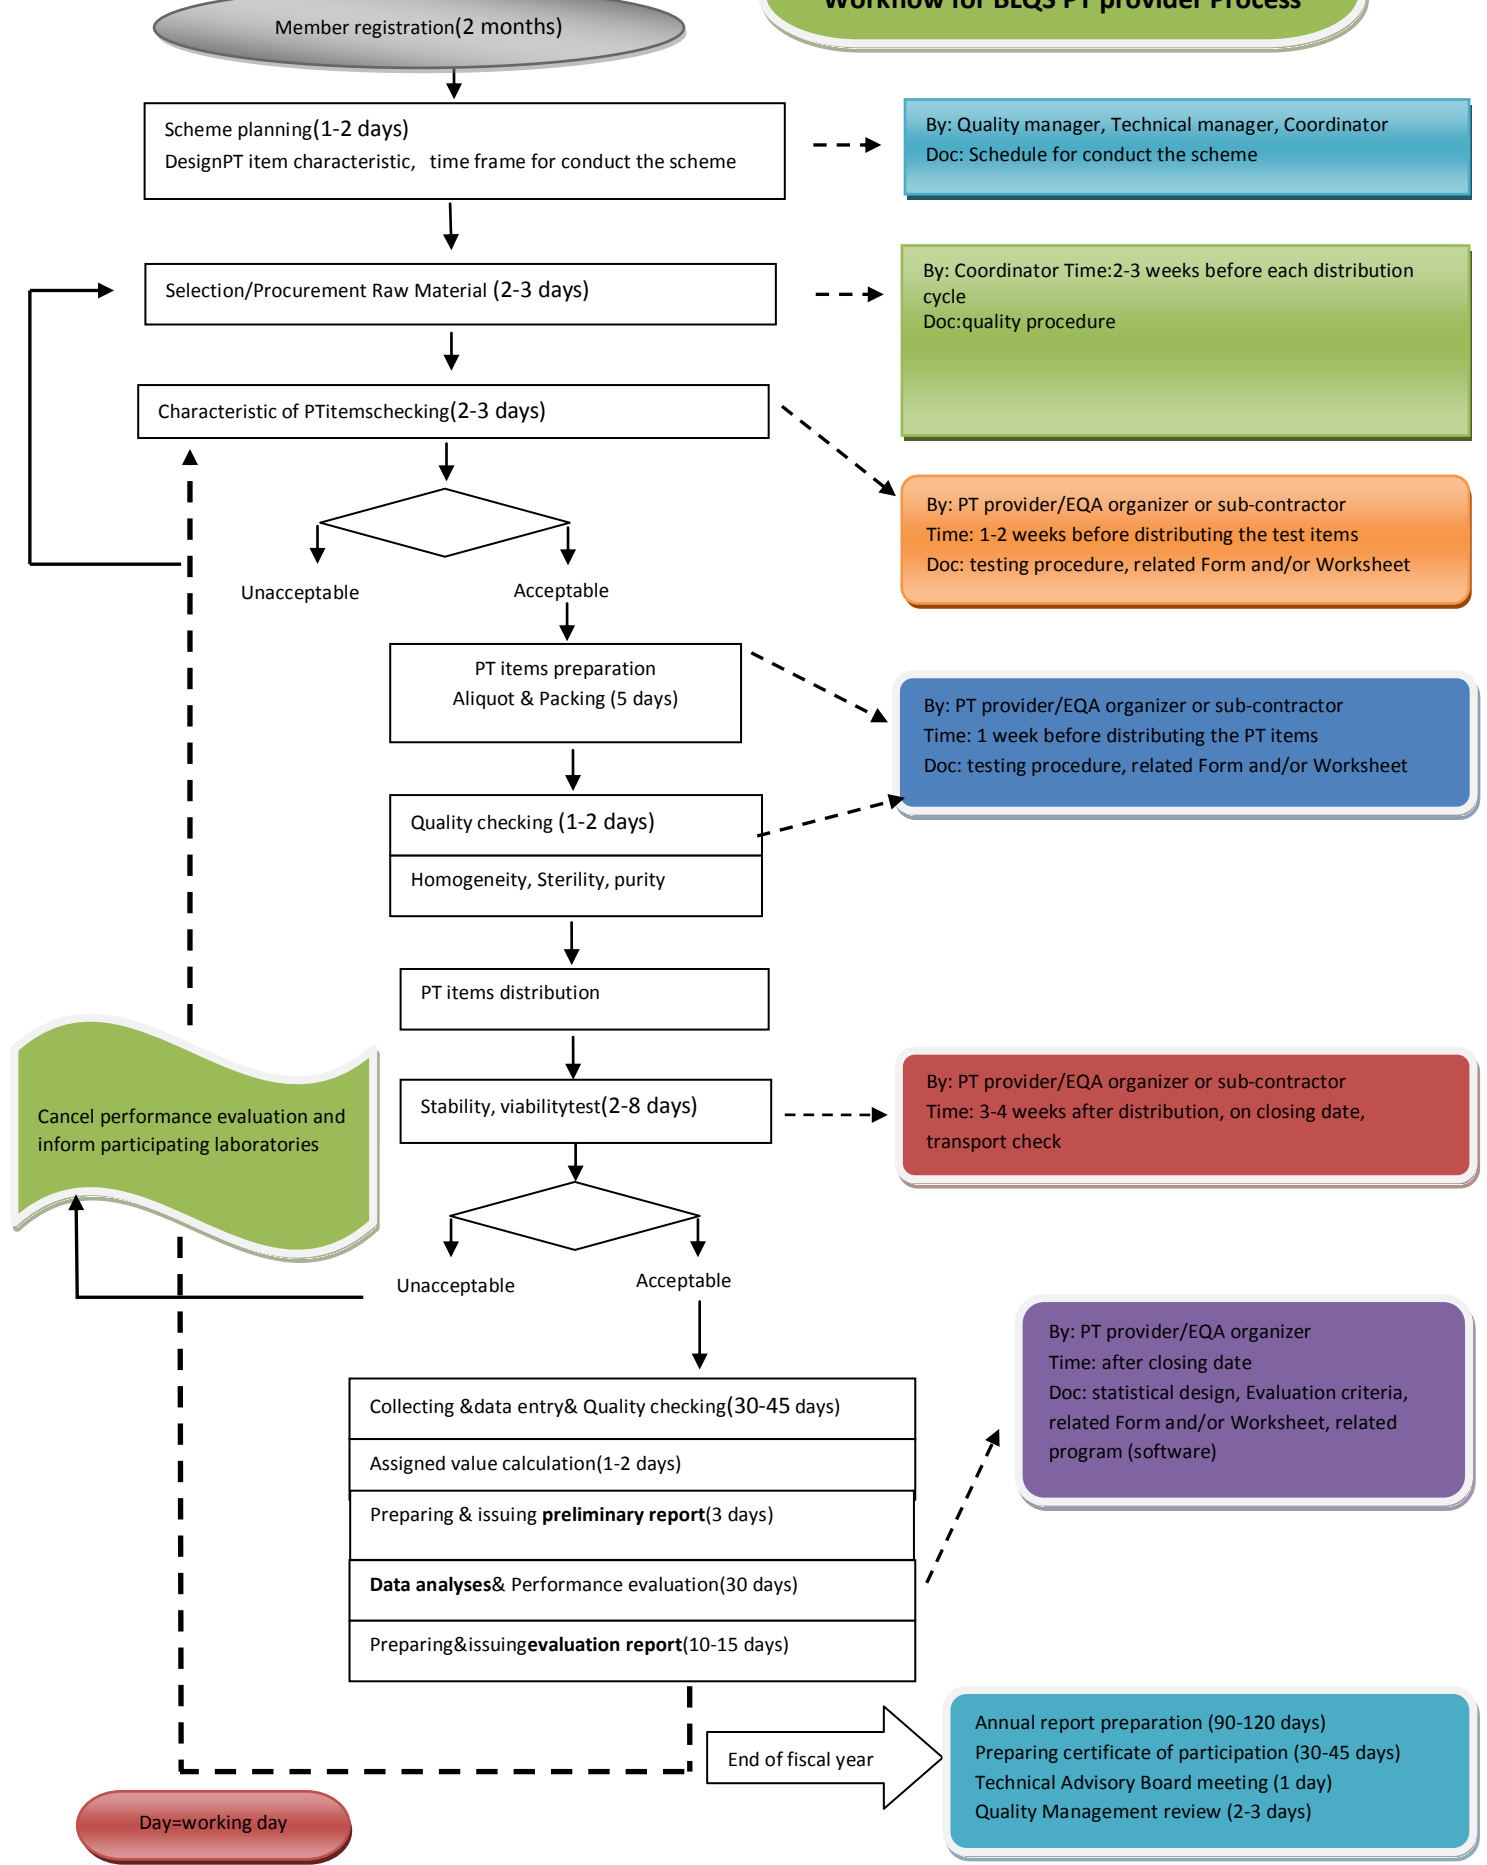 Workflow for BLQS PT provider Process
Member registration(2 months)
Scheme planning(1-2 days)
DesignPT item characteristic, time frame for conduct the scheme
By: Quality manager, Technical manager, Coordinator
Doc: Schedule for conduct the scheme
Selection/Procurement Raw Material (2-3 days)
By: Coordinator Time:2-3 weeks before each distribution
cycle
Doc:quality procedure
Characteristic of PTitemschecking(2-3 days)
By: PT provider/EQA organizer or sub-contractor
Time: 1-2 weeks before distributing the test items
Doc: testing procedure, related Form and/or Worksheet
Unacceptable
Acceptable
PT items preparation
Aliquot & Packing (5 days)
By: PT provider/EQA organizer or sub-contractor
Time: 1 week before distributing the PT items
Doc: testing procedure, related Form and/or Worksheet
Quality checking (1-2 days)
Homogeneity, Sterility, purity
PT items distribution
Stability, viabilitytest(2-8 days)
By: PT provider/EQA organizer or sub-contractor
Time: 3-4 weeks after distribution, on closing date,
transport check
Cancel performance evaluation and
inform participating laboratories
Unacceptable
Acceptable
By: PT provider/EQA organizer
Time: after closing date
Doc: statistical design, Evaluation criteria,
related Form and/or Worksheet, related
program (software)
Collecting &data entry& Quality checking(30-45 days)
Assigned value calculation(1-2 days)
Preparing & issuing preliminary report(3 days)
Data analyses& Performance evaluation(30 days)
Preparing&issuingevaluation report(10-15 days)
End of fiscal year
Annual report preparation (90-120 days)
Preparing certificate of participation (30-45 days)
Technical Advisory Board meeting (1 day)
Quality Management review (2-3 days)
Day=working day